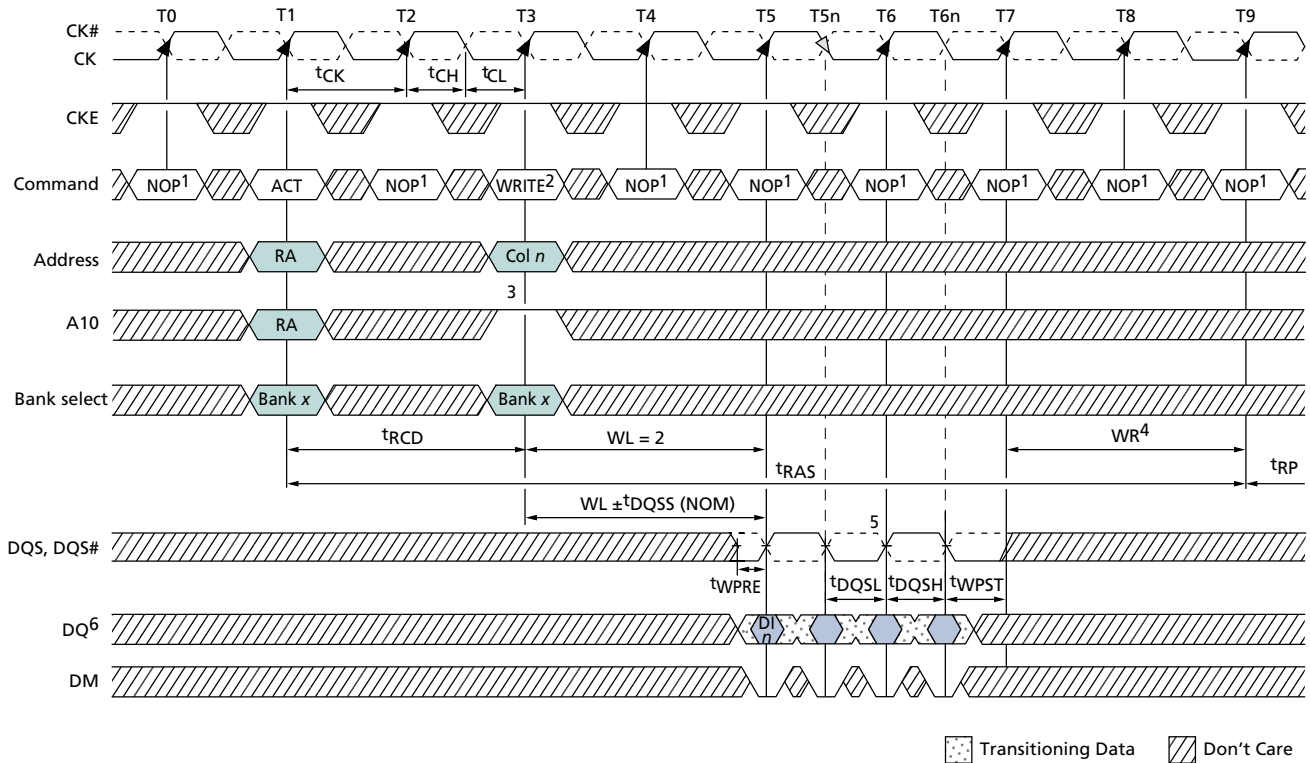 T0 T1 T2 T3 T4 T5 T5n T6 T6n T7 T8 T9
CK#
CK
tCK tCH tCL
CKE
Command NOP1 ACT NOP1 WRITE2 NOP1 NOP1 NOP1 NOP1 NOP1 NOP1
Address RA Col n
3
A10 RA
Bank select Bank x Bank x
tRCD WL = 2 WR4
tRAS tRP
WL ±tDQSS (NOM)
5
DQS, DQS#
tWPRE tDQSL tDQSH tWPST
DQ6 DI
n
DM
Transitioning Data Don't Care